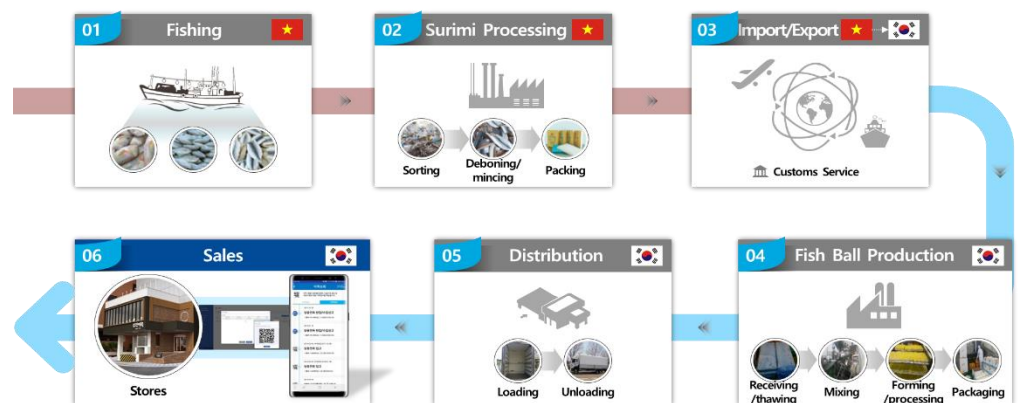 01 Fishing
02 Surimi Processing
Sorting
Deboning/
mincing
Packing
03 Import/Export
Customs Service
06 Sales
Stores
05 Distribution
Loading
Unloading
04 Fish Ball Production
Receiving
/thawing
Mixing
Forming
/processing
Packaging